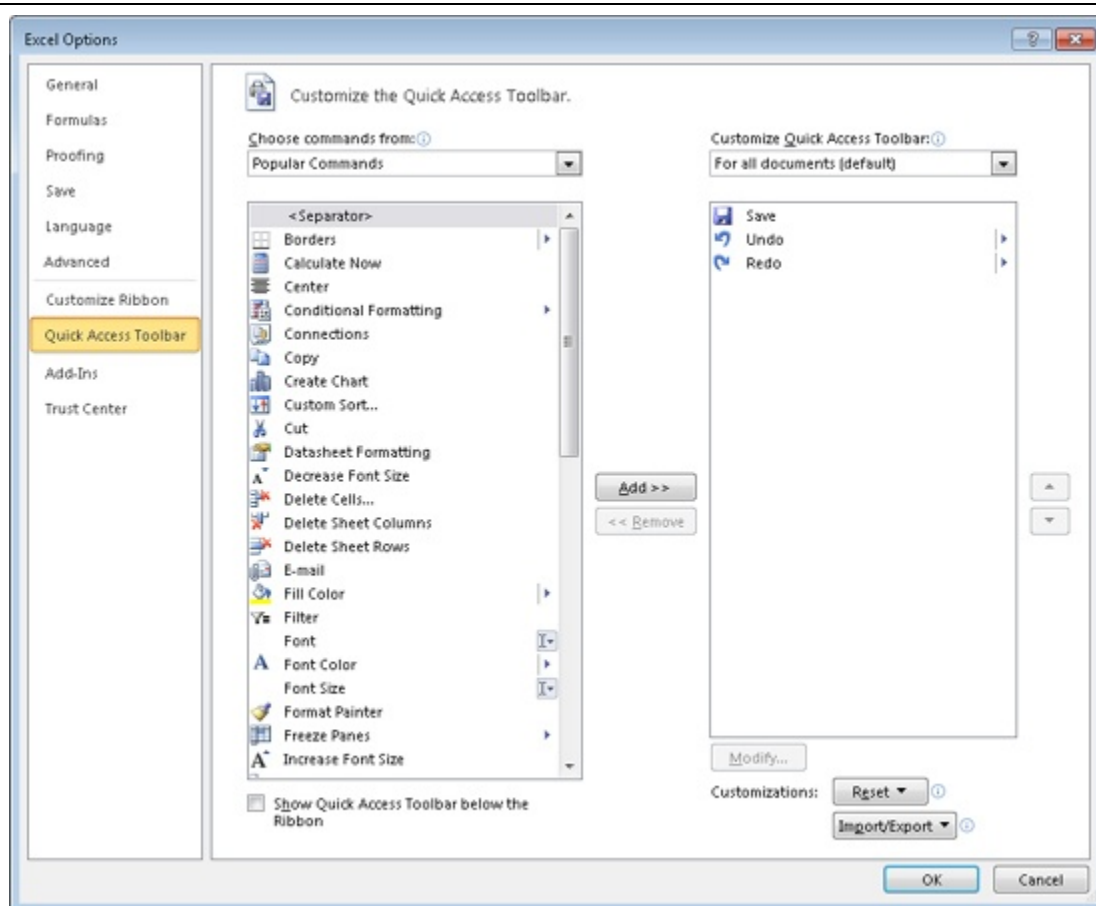 Excel Options
General
Formulas
Proofing
Save
Language
Advanced
Customize Ribbon
Quick Access Toolbar
Add-Ins
Trust Center
Customize the Quick Access Toolbar.
Choose commands from:
Popular Commands
<Separator>
Borders
Calculate Now
Center
Conditional Formatting
Connections
Copy
Create Chart
Custom Sort...
Cut
Datasheet Formatting
Decrease Font Size
Delete Cells...
Delete Sheet Columns
Delete Sheet Rows
E-mail
Fill Color
Filter
Font
Font Color
Font Size
Format Painter
Freeze Panes
Increase Font Size
Show Quick Access Toolbar below the
Ribbon
Add >>
<< Remove
Customize Quick Access Toolbar:
For all documents (default)
Save
Undo
Redo
Modify...
Customizations:
Reset
Import/Export
OK
Cancel